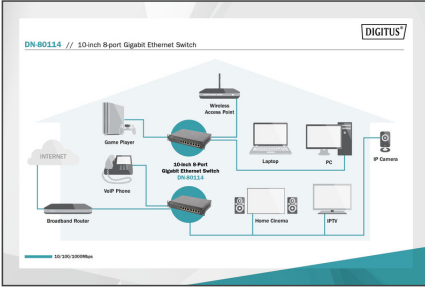 DIGITUS®
DN-80114 // 10-inch 8-port Gigabit Ethernet Switch
Wireless
Access Point
Game Player
INTERNET
10-inch 8-Port
Gigabit Ethernet Switch
DN-80114
Laptop
PC
IP Camera
VoIP Phone
Broadband Router
Home Cinema
IPTV
10/100/1000Mbps